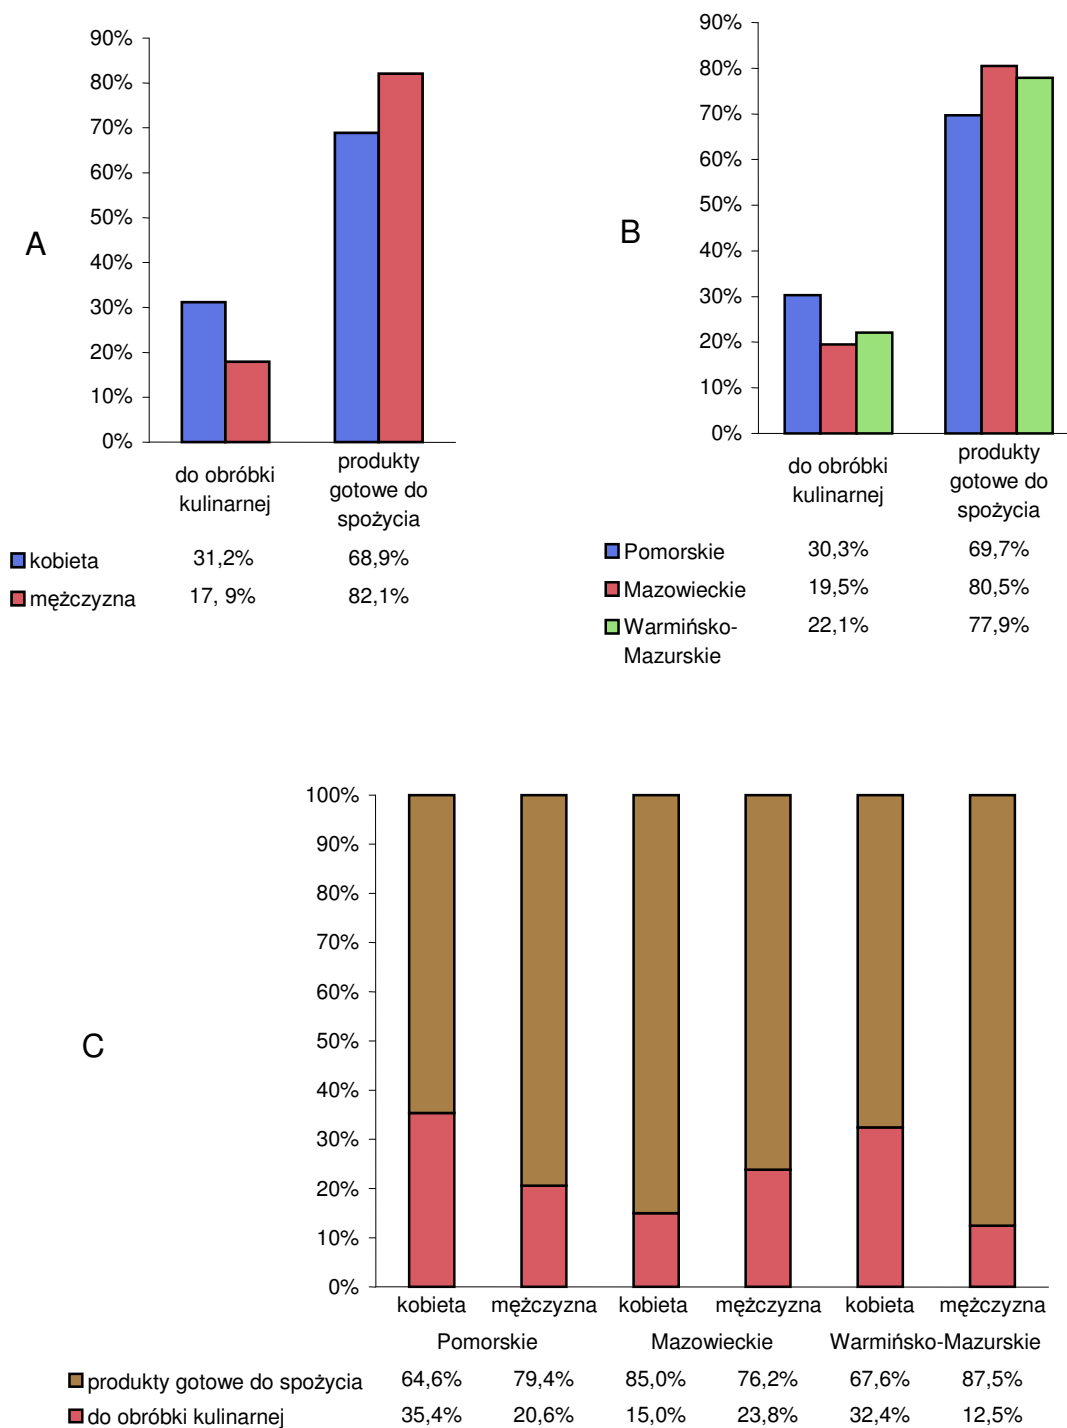 A
90%
80%
70%
60%
50%
40%
30%
20%
10%
0%
do obróbki
kulinarnej
produkty
gotowe do
spożycia
kobieta 31,2% 68,9%
mężczyzna 17, 9% 82,1%
B
90%
80%
70%
60%
50%
40%
30%
20%
10%
0%
do obróbki
kulinarnej
produkty
gotowe do
spożycia
Pomorskie 30,3% 69,7%
Mazowieckie 19,5% 80,5%
Warmińsko- 22,1% 77,9%
Mazurskie
C
100%
90%
80%
70%
60%
50%
40%
30%
20%
10%
0%
kobieta mężczyzna kobieta mężczyzna kobieta mężczyzna
Pomorskie Mazowieckie Warmińsko-Mazurskie
produkty gotowe do spożycia 64,6% 79,4% 85,0% 76,2% 67,6% 87,5%
do obróbki kulinarnej 35,4% 20,6% 15,0% 23,8% 32,4% 12,5%